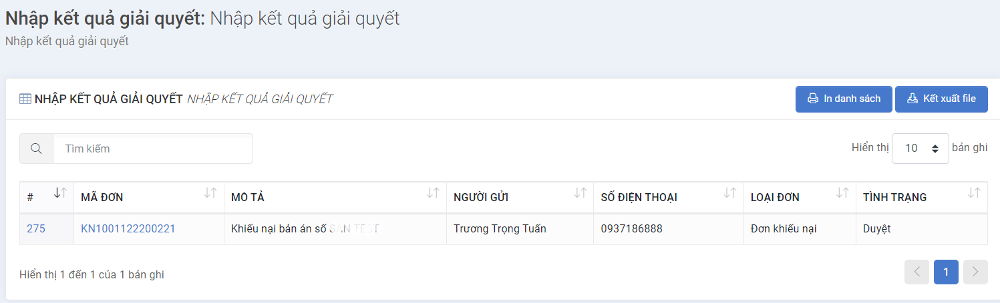 Nhập kết quả giải quyết: Nhập kết quả giải quyết
Nhập kết quả giải quyết
NHẬP KẾT QUẢ GIẢI QUYẾT NHẬP KẾT QUẢ GIẢI QUYẾT
In danh sách
Kết xuất file
Tìm kiếm
Hiển thị 10 bản ghi
# MÃ ĐƠN MÔ TẢ NGƯỜI GỬI SỐ ĐIỆN THOẠI LOẠI ĐƠN TÌNH TRẠNG
275 KN1001122200221 Khiếu nại bản án số TEST Trương Trọng Tuấn 0937186888 Đơn khiếu nại Duyệt
Hiển thị 1 đến 1 của 1 bản ghi
1